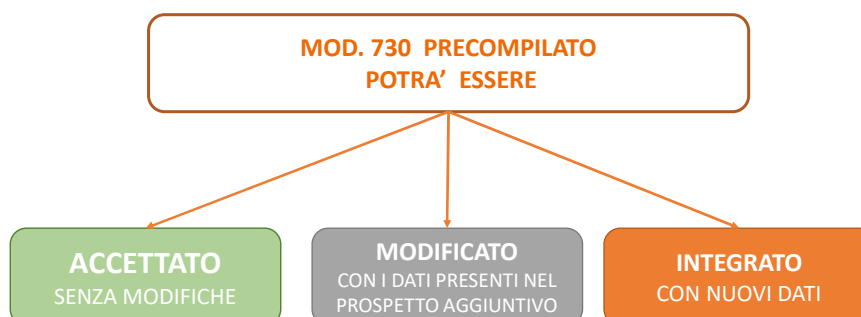 MOD. 730 PRECOMPILATO
POTRA’ ESSERE
ACCETTATO
SENZA MODIFICHE
MODIFICATO
CON I DATI PRESENTI NEL
PROSPETTO AGGIUNTIVO
INTEGRATO
CON NUOVI DATI